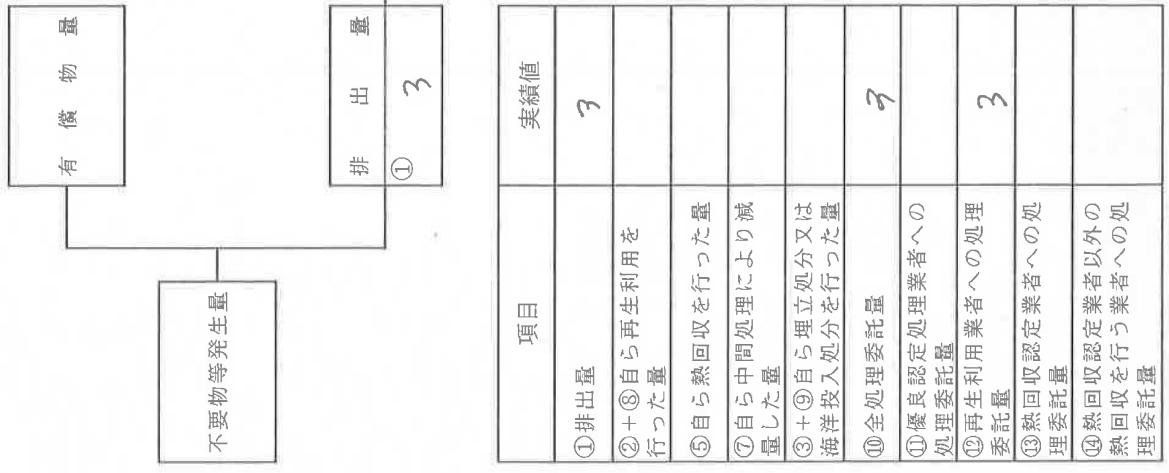 有償物量
不要物等発生量
排出量
① 3
項目 実績値
①排出量 3
②+⑧自ら再生利用を
行った量
⑤自ら熱回収を行った量
⑦自ら中間処理により減
量した量
③+⑨自ら埋立処分又は
海洋投入処分を行った量
⑩全処理委託量 3
⑪優良認定処理業者への
処理委託量
⑫再生利用業者への処理
委託量 3
⑬熱回収認定業者への処
理委託量
⑭熱回収認定業者以外の
熱回収を行う業者への処
理委託量